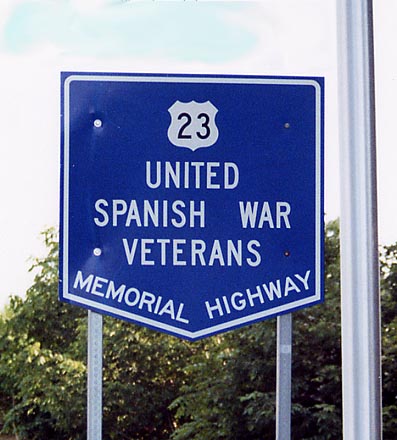 23
UNITED
SPANISH WAR
VETERANS
MEMORIAL HIGHWAY